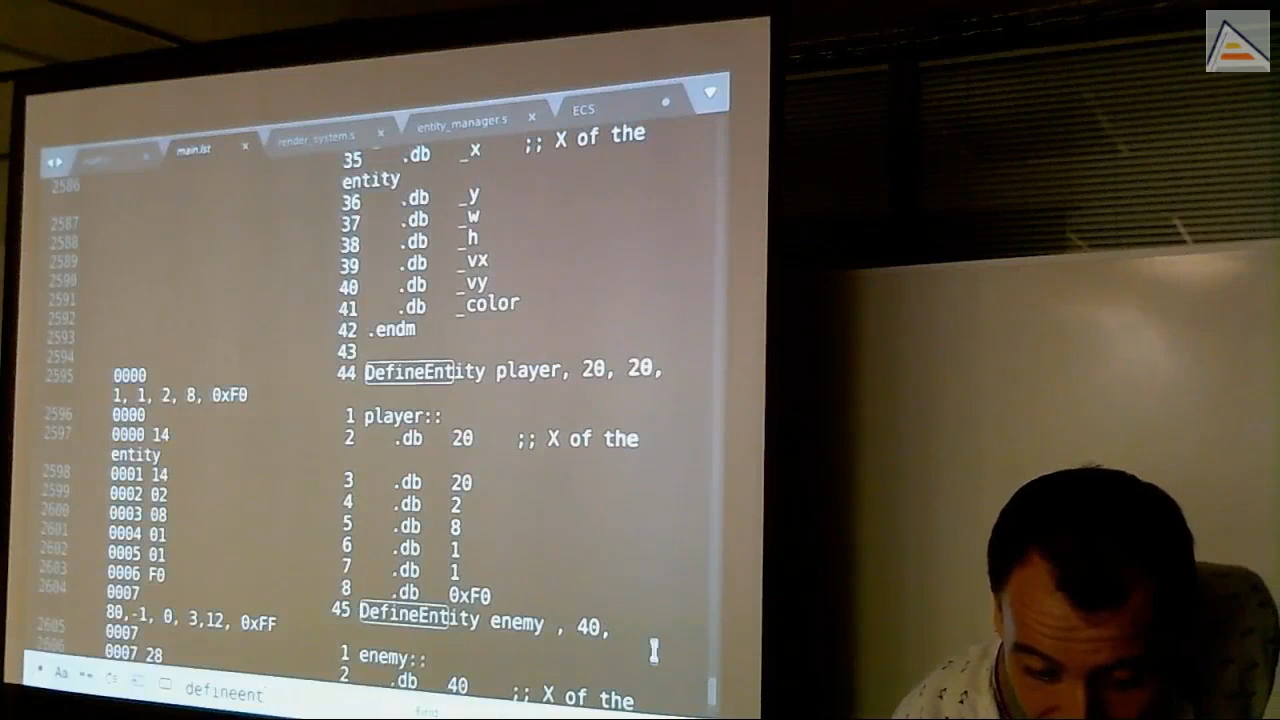 main.lst × render_system.s × entity_manager.s × ECS
2586 35 .db _x ;; X of the
entity
2587 36 .db _y
2588 37 .db _w
2589 38 .db _h
2590 39 .db _vx
2591 40 .db _vy
2592 41 .db _color
2593 42 .endm
2594 43
2595 0000 44 DefineEntity player, 20, 20,
1, 1, 2, 8, 0xF0
2596 0000 1 player::
2597 0000 14 2 .db 20 ;; X of the
entity
2598 0001 14 3 .db 20
2599 0002 02 4 .db 2
2600 0003 08 5 .db 8
2601 0004 01 6 .db 1
2602 0005 01 7 .db 1
2603 0006 F0 8 .db 0xF0
2604 0007 45 DefineEntity enemy , 40,
80,-1, 0, 3,12, 0xFF
2605 0007 1 enemy::
2606 0007 28 2 .db 40 ;; X of the
Aa defineent
find